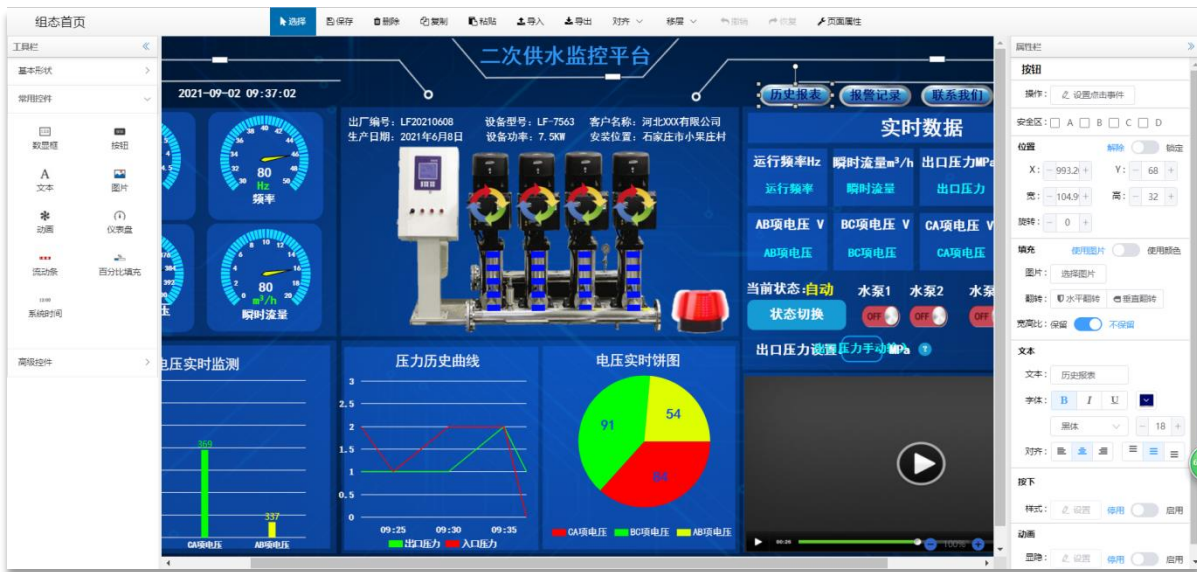 组态首页 选择 保存 删除 复制 粘贴 导入 导出 对齐 移层 撤销 恢复 页面属性
工具栏
基本形状
常用控件
数显框 按钮
文本 图片
动画 仪表盘
流动条 百分比填充
系统时间
高级控件
二次供水监控平台
2021-09-02 09:37:02
历史报表 报警记录 联系我们
出厂编号: LF20210608 设备型号: LF-7563 客户名称: 河北XXX有限公司
生产日期: 2021年6月8日 设备功率: 7.5KW 安装位置: 石家庄市小果庄村
80
Hz
频率
80
m³/h
瞬时流量
实时数据
运行频率Hz 瞬时流量m³/h 出口压力MPa
运行频率 瞬时流量 出口压力
AB项电压 V BC项电压 V CA项电压 V
AB项电压 BC项电压 CA项电压
当前状态:自动 水泵1 水泵2 水泵
状态切换 OFF OFF OFF
出口压力设置 MPa
电压实时监测
369
337
CA项电压 AB项电压
压力历史曲线
3
2.5
2
1.5
1
0.5
0
09:25 09:30 09:35
出口压力 入口压力
电压实时饼图
91 54
84
CA项电压 BC项电压 AB项电压
00:26
100%
属性栏
按钮
操作: 设置点击事件
安全区: A B C D
位置 解除 锁定
X: 993.2 Y: 68
宽: 104.9 高: 32
旋转: 0
填充 使用图片 使用颜色
图片: 选择图片
翻转: 水平翻转 垂直翻转
宽高比: 保留 不保留
文本
文本: 历史报表
字体: B I U
黑体 18
对齐:
按下
样式: 设置 停用 启用
动画
显隐: 设置 停用 启用